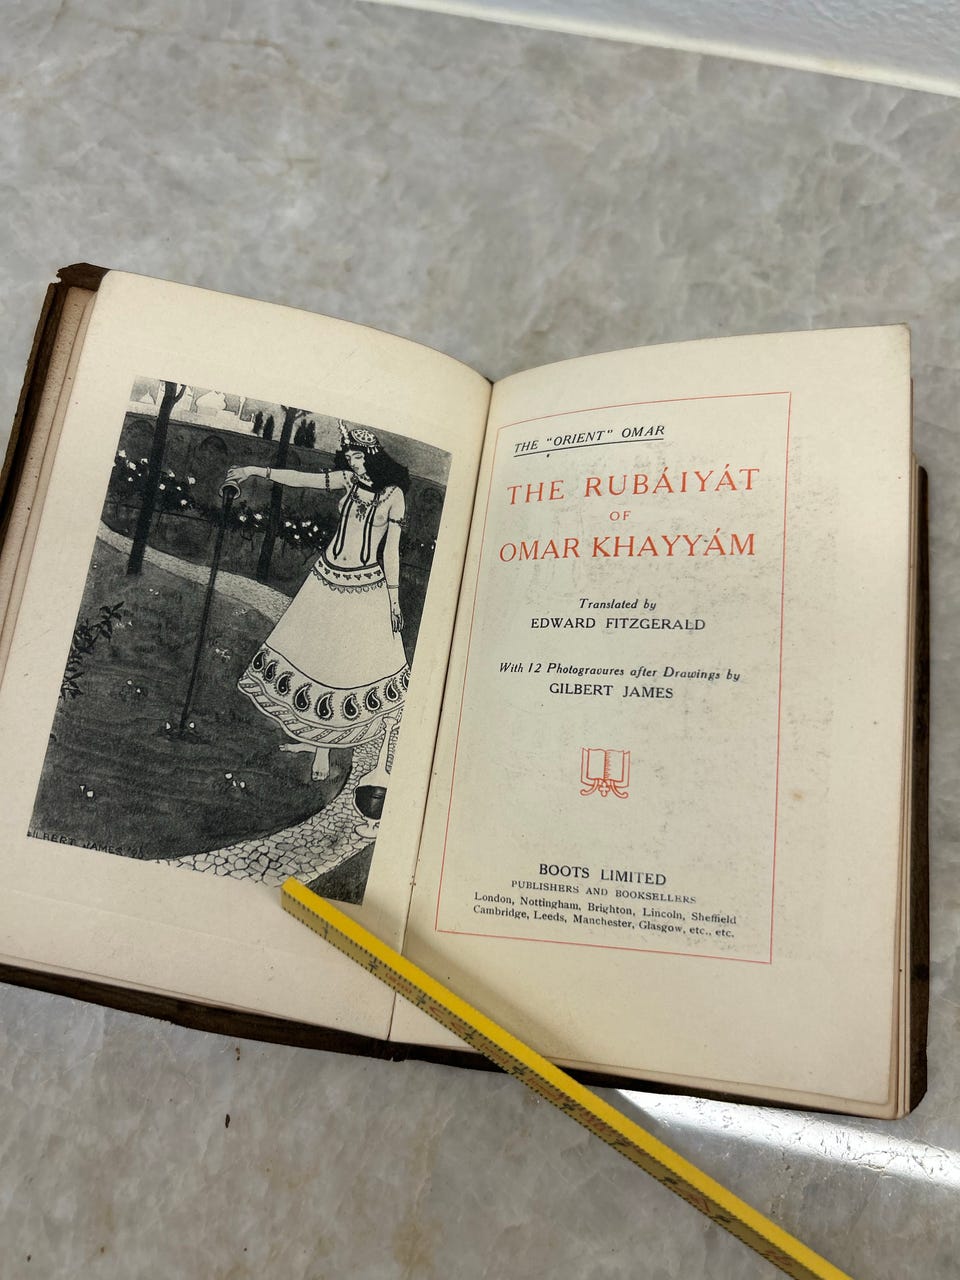 GILBERT JAMES
THE "ORIENT" OMAR
THE RUBÁIYÁT
OF
OMAR KHAYYÁM
Translated by
EDWARD FITZGERALD
With 12 Photogravures after Drawings by
GILBERT JAMES
BOOTS LIMITED
PUBLISHERS AND BOOKSELLERS
London, Nottingham, Brighton, Lincoln, Sheffield
Cambridge, Leeds, Manchester, Glasgow, etc., etc.